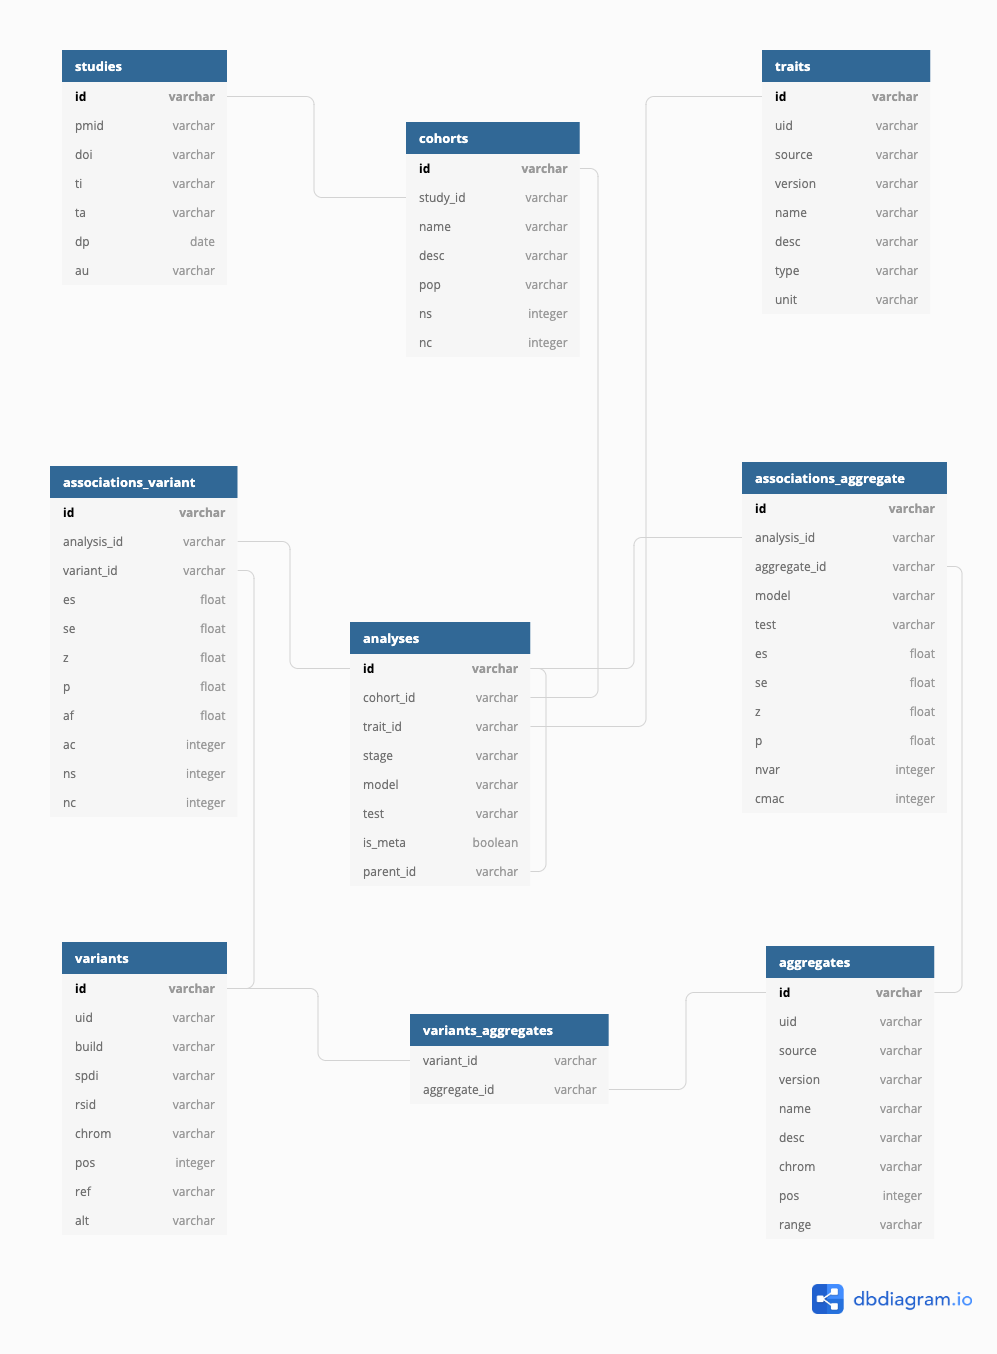 studies
id varchar
pmid varchar
doi varchar
ti varchar
ta varchar
dp date
au varchar
cohorts
id varchar
study_id varchar
name varchar
desc varchar
pop varchar
ns integer
nc integer
traits
id varchar
uid varchar
source varchar
version varchar
name varchar
desc varchar
type varchar
unit varchar
associations_variant
id varchar
analysis_id varchar
variant_id varchar
es float
se float
z float
p float
af float
ac integer
ns integer
nc integer
analyses
id varchar
cohort_id varchar
trait_id varchar
stage varchar
model varchar
test varchar
is_meta boolean
parent_id varchar
associations_aggregate
id varchar
analysis_id varchar
aggregate_id varchar
model varchar
test varchar
es float
se float
z float
p float
nvar integer
cmac integer
variants
id varchar
uid varchar
build varchar
spdi varchar
rsid varchar
chrom varchar
pos integer
ref varchar
alt varchar
variants_aggregates
variant_id varchar
aggregate_id varchar
aggregates
id varchar
uid varchar
source varchar
version varchar
name varchar
desc varchar
chrom varchar
pos integer
range varchar
dbdiagram.io